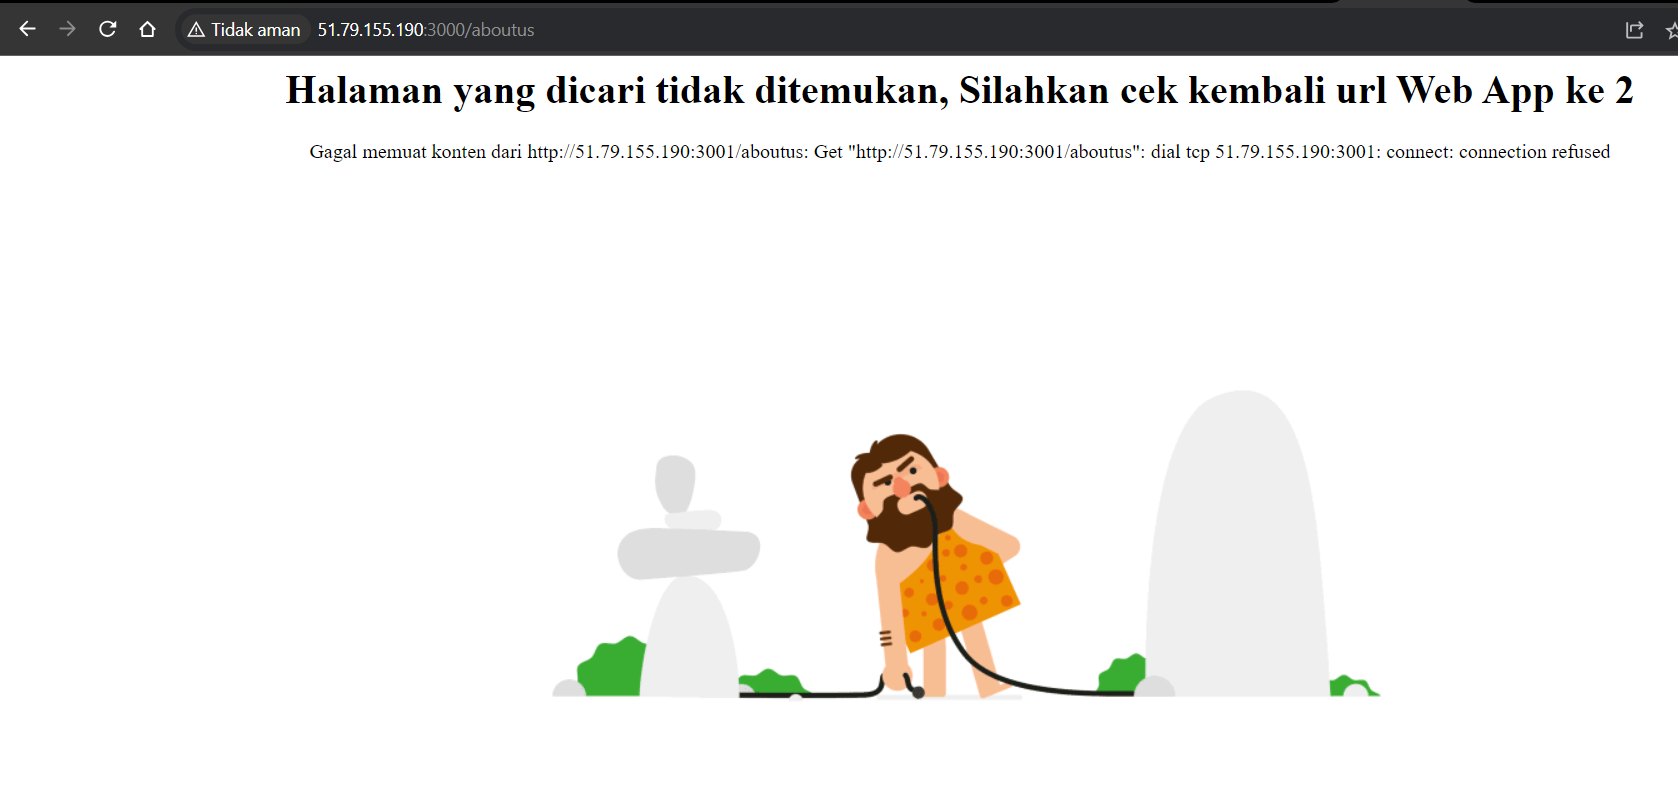 Tidak aman 51.79.155.190:3000/aboutus
Halaman yang dicari tidak ditemukan, Silahkan cek kembali url Web App ke 2
Gagal memuat konten dari http://51.79.155.190:3001/aboutus: Get "http://51.79.155.190:3001/aboutus": dial tcp 51.79.155.190:3001: connect: connection refused